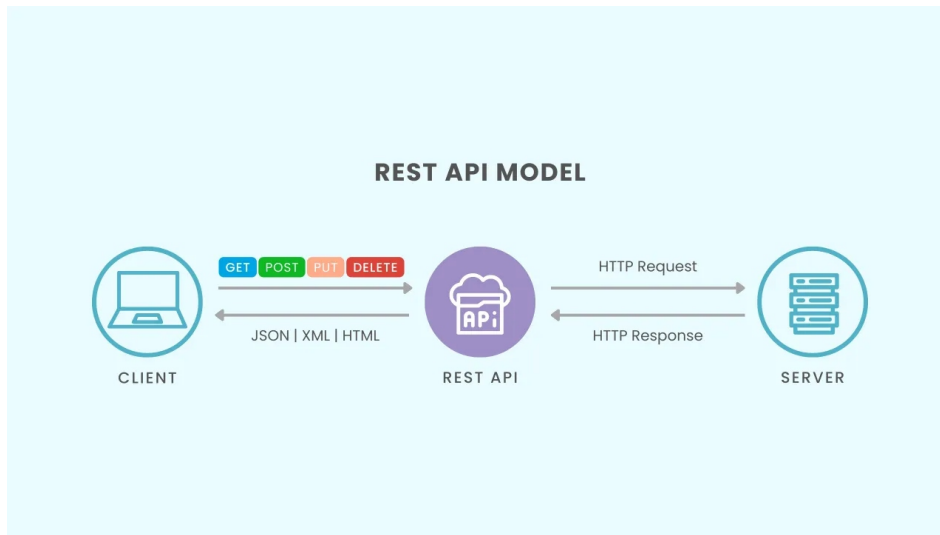 REST API MODEL
GET POST PUT DELETE
JSON | XML | HTML
HTTP Request
HTTP Response
APi
CLIENT
REST API
SERVER